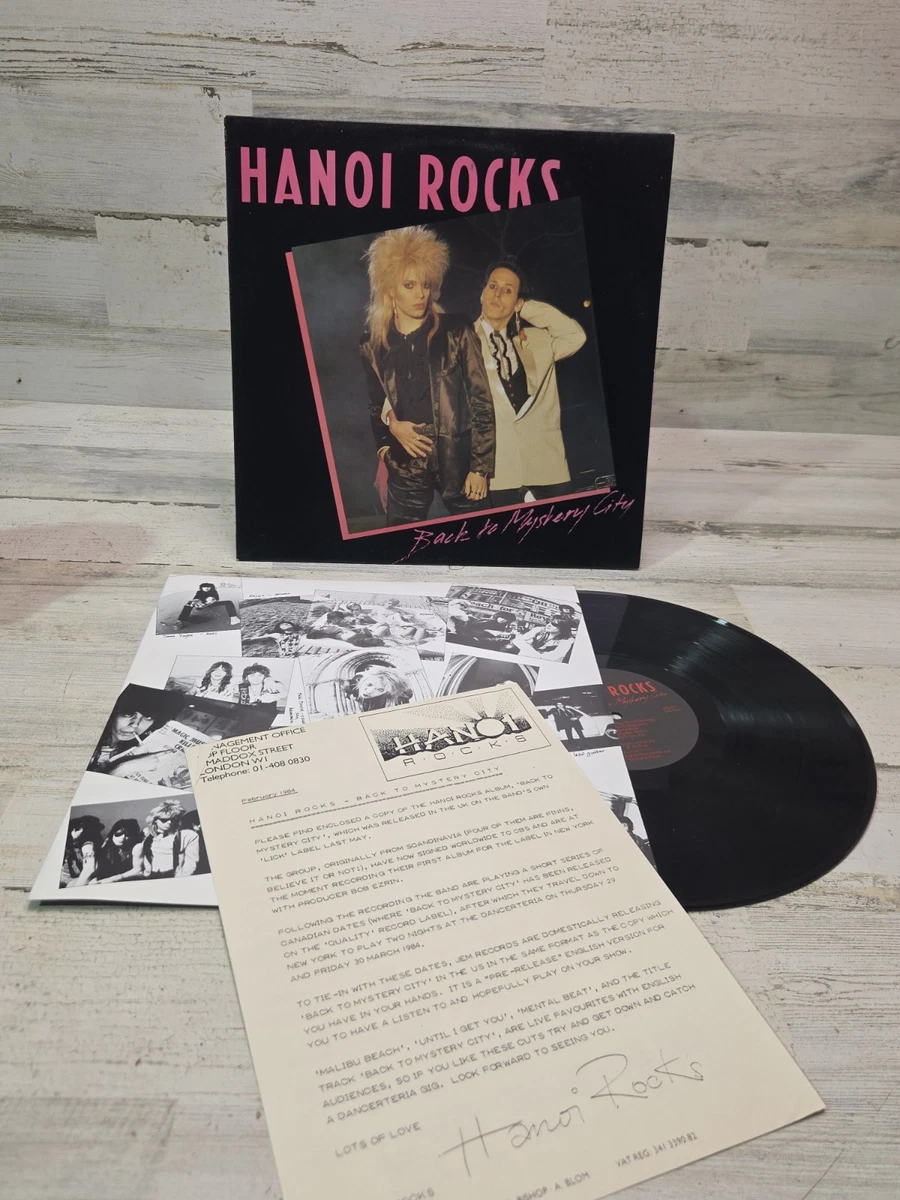 HANOI ROCKS
Back to Mystery City
ROCKS
HANOI
R·O·C·K·S
NAGEMENT OFFICE
FLOOR
MADDOX STREET
LONDON W1
Telephone: 01-408 0830
February 1984
HANOI ROCKS - BACK TO MYSTERY CITY
PLEASE FIND ENCLOSED A COPY OF THE HANOI ROCKS ALBUM, 'BACK TO
MYSTERY CITY', WHICH WAS RELEASED IN THE UK ON THE BAND'S OWN
'LICK' LABEL LAST MAY.
THE GROUP, ORIGINALLY FROM SCANDINAVIA (FOUR OF THEM ARE FINNS,
BELIEVE IT OR NOT!), HAVE NOW SIGNED WORLDWIDE TO CBS AND ARE AT
THE MOMENT RECORDING THEIR FIRST ALBUM FOR THE LABEL IN NEW YORK
WITH PRODUCER BOB EZRIN.
FOLLOWING THE RECORDING THE BAND ARE PLAYING A SHORT SERIES OF
CANADIAN DATES (WHERE 'BACK TO MYSTERY CITY' HAS BEEN RELEASED
ON THE 'QUALITY' RECORD LABEL), AFTER WHICH THEY TRAVEL DOWN TO
NEW YORK TO PLAY TWO NIGHTS AT THE DANCERTERIA ON THURSDAY 29
AND FRIDAY 30 MARCH 1984.
TO TIE-IN WITH THESE DATES, JEM RECORDS ARE DOMESTICALLY RELEASING
'BACK TO MYSTERY CITY' IN THE US IN THE SAME FORMAT AS THE COPY WHICH
YOU HAVE IN YOUR HANDS. IT IS A "PRE-RELEASE" ENGLISH VERSION FOR
YOU TO HAVE A LISTEN TO AND HOPEFULLY PLAY ON YOUR SHOW.
'MALIBU BEACH', 'UNTIL I GET YOU', 'MENTAL BEAT', AND THE TITLE
TRACK 'BACK TO MYSTERY CITY', ARE LIVE FAVOURITES WITH ENGLISH
AUDIENCES, SO IF YOU LIKE THESE CUTS TRY AND GET DOWN AND CATCH
A DANCERTERIA GIG. LOOK FORWARD TO SEEING YOU.
LOTS OF LOVE
Hanoi Rocks
OCKS
BISHOP · A. BLOM
VAT REG 241 3390 82